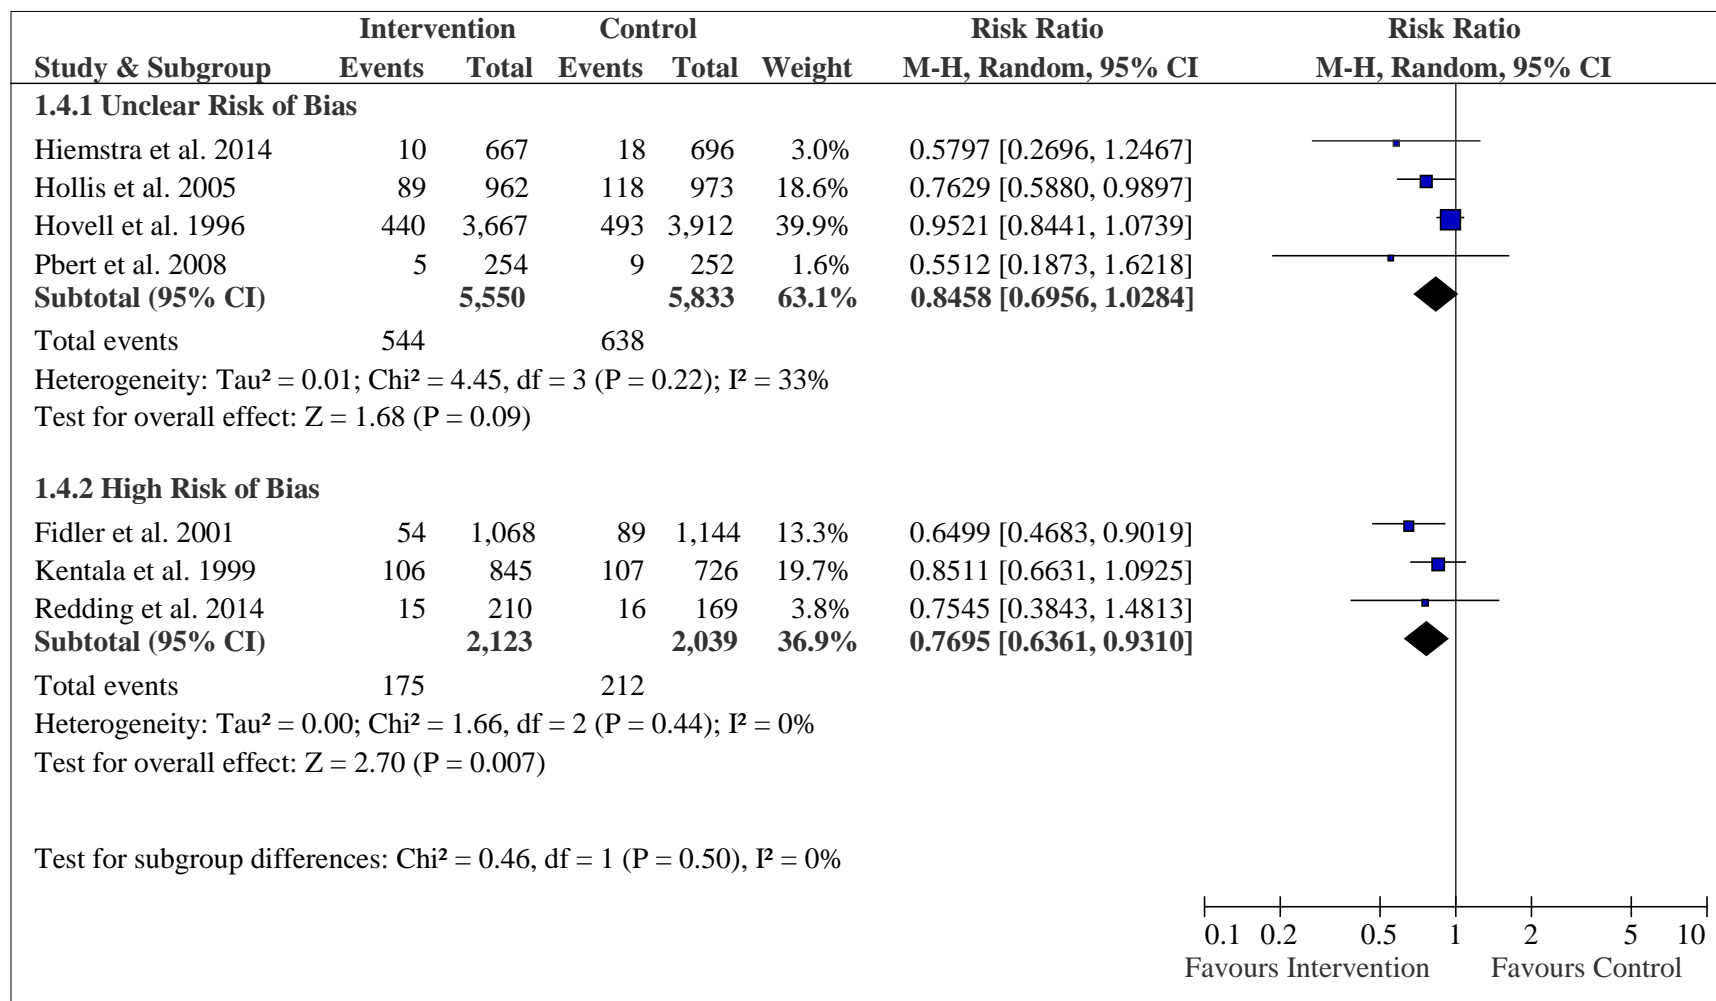 Intervention Control Risk Ratio Risk Ratio
Study & Subgroup Events Total Events Total Weight M-H, Random, 95% CI M-H, Random, 95% CI
1.4.1 Unclear Risk of Bias
Hiemstra et al. 2014 10 667 18 696 3.0% 0.5797 [0.2696, 1.2467]
Hollis et al. 2005 89 962 118 973 18.6% 0.7629 [0.5880, 0.9897]
Hovell et al. 1996 440 3,667 493 3,912 39.9% 0.9521 [0.8441, 1.0739]
Pbert et al. 2008 5 254 9 252 1.6% 0.5512 [0.1873, 1.6218]
Subtotal (95% CI) 5,550 5,833 63.1% 0.8458 [0.6956, 1.0284]
Total events 544 638
Heterogeneity: Tau² = 0.01; Chi² = 4.45, df = 3 (P = 0.22); I² = 33%
Test for overall effect: Z = 1.68 (P = 0.09)
1.4.2 High Risk of Bias
Fidler et al. 2001 54 1,068 89 1,144 13.3% 0.6499 [0.4683, 0.9019]
Kentala et al. 1999 106 845 107 726 19.7% 0.8511 [0.6631, 1.0925]
Redding et al. 2014 15 210 16 169 3.8% 0.7545 [0.3843, 1.4813]
Subtotal (95% CI) 2,123 2,039 36.9% 0.7695 [0.6361, 0.9310]
Total events 175 212
Heterogeneity: Tau² = 0.00; Chi² = 1.66, df = 2 (P = 0.44); I² = 0%
Test for overall effect: Z = 2.70 (P = 0.007)
Test for subgroup differences: Chi² = 0.46, df = 1 (P = 0.50), I² = 0%
0.1 0.2 0.5 1 2 5 10
Favours Intervention Favours Control